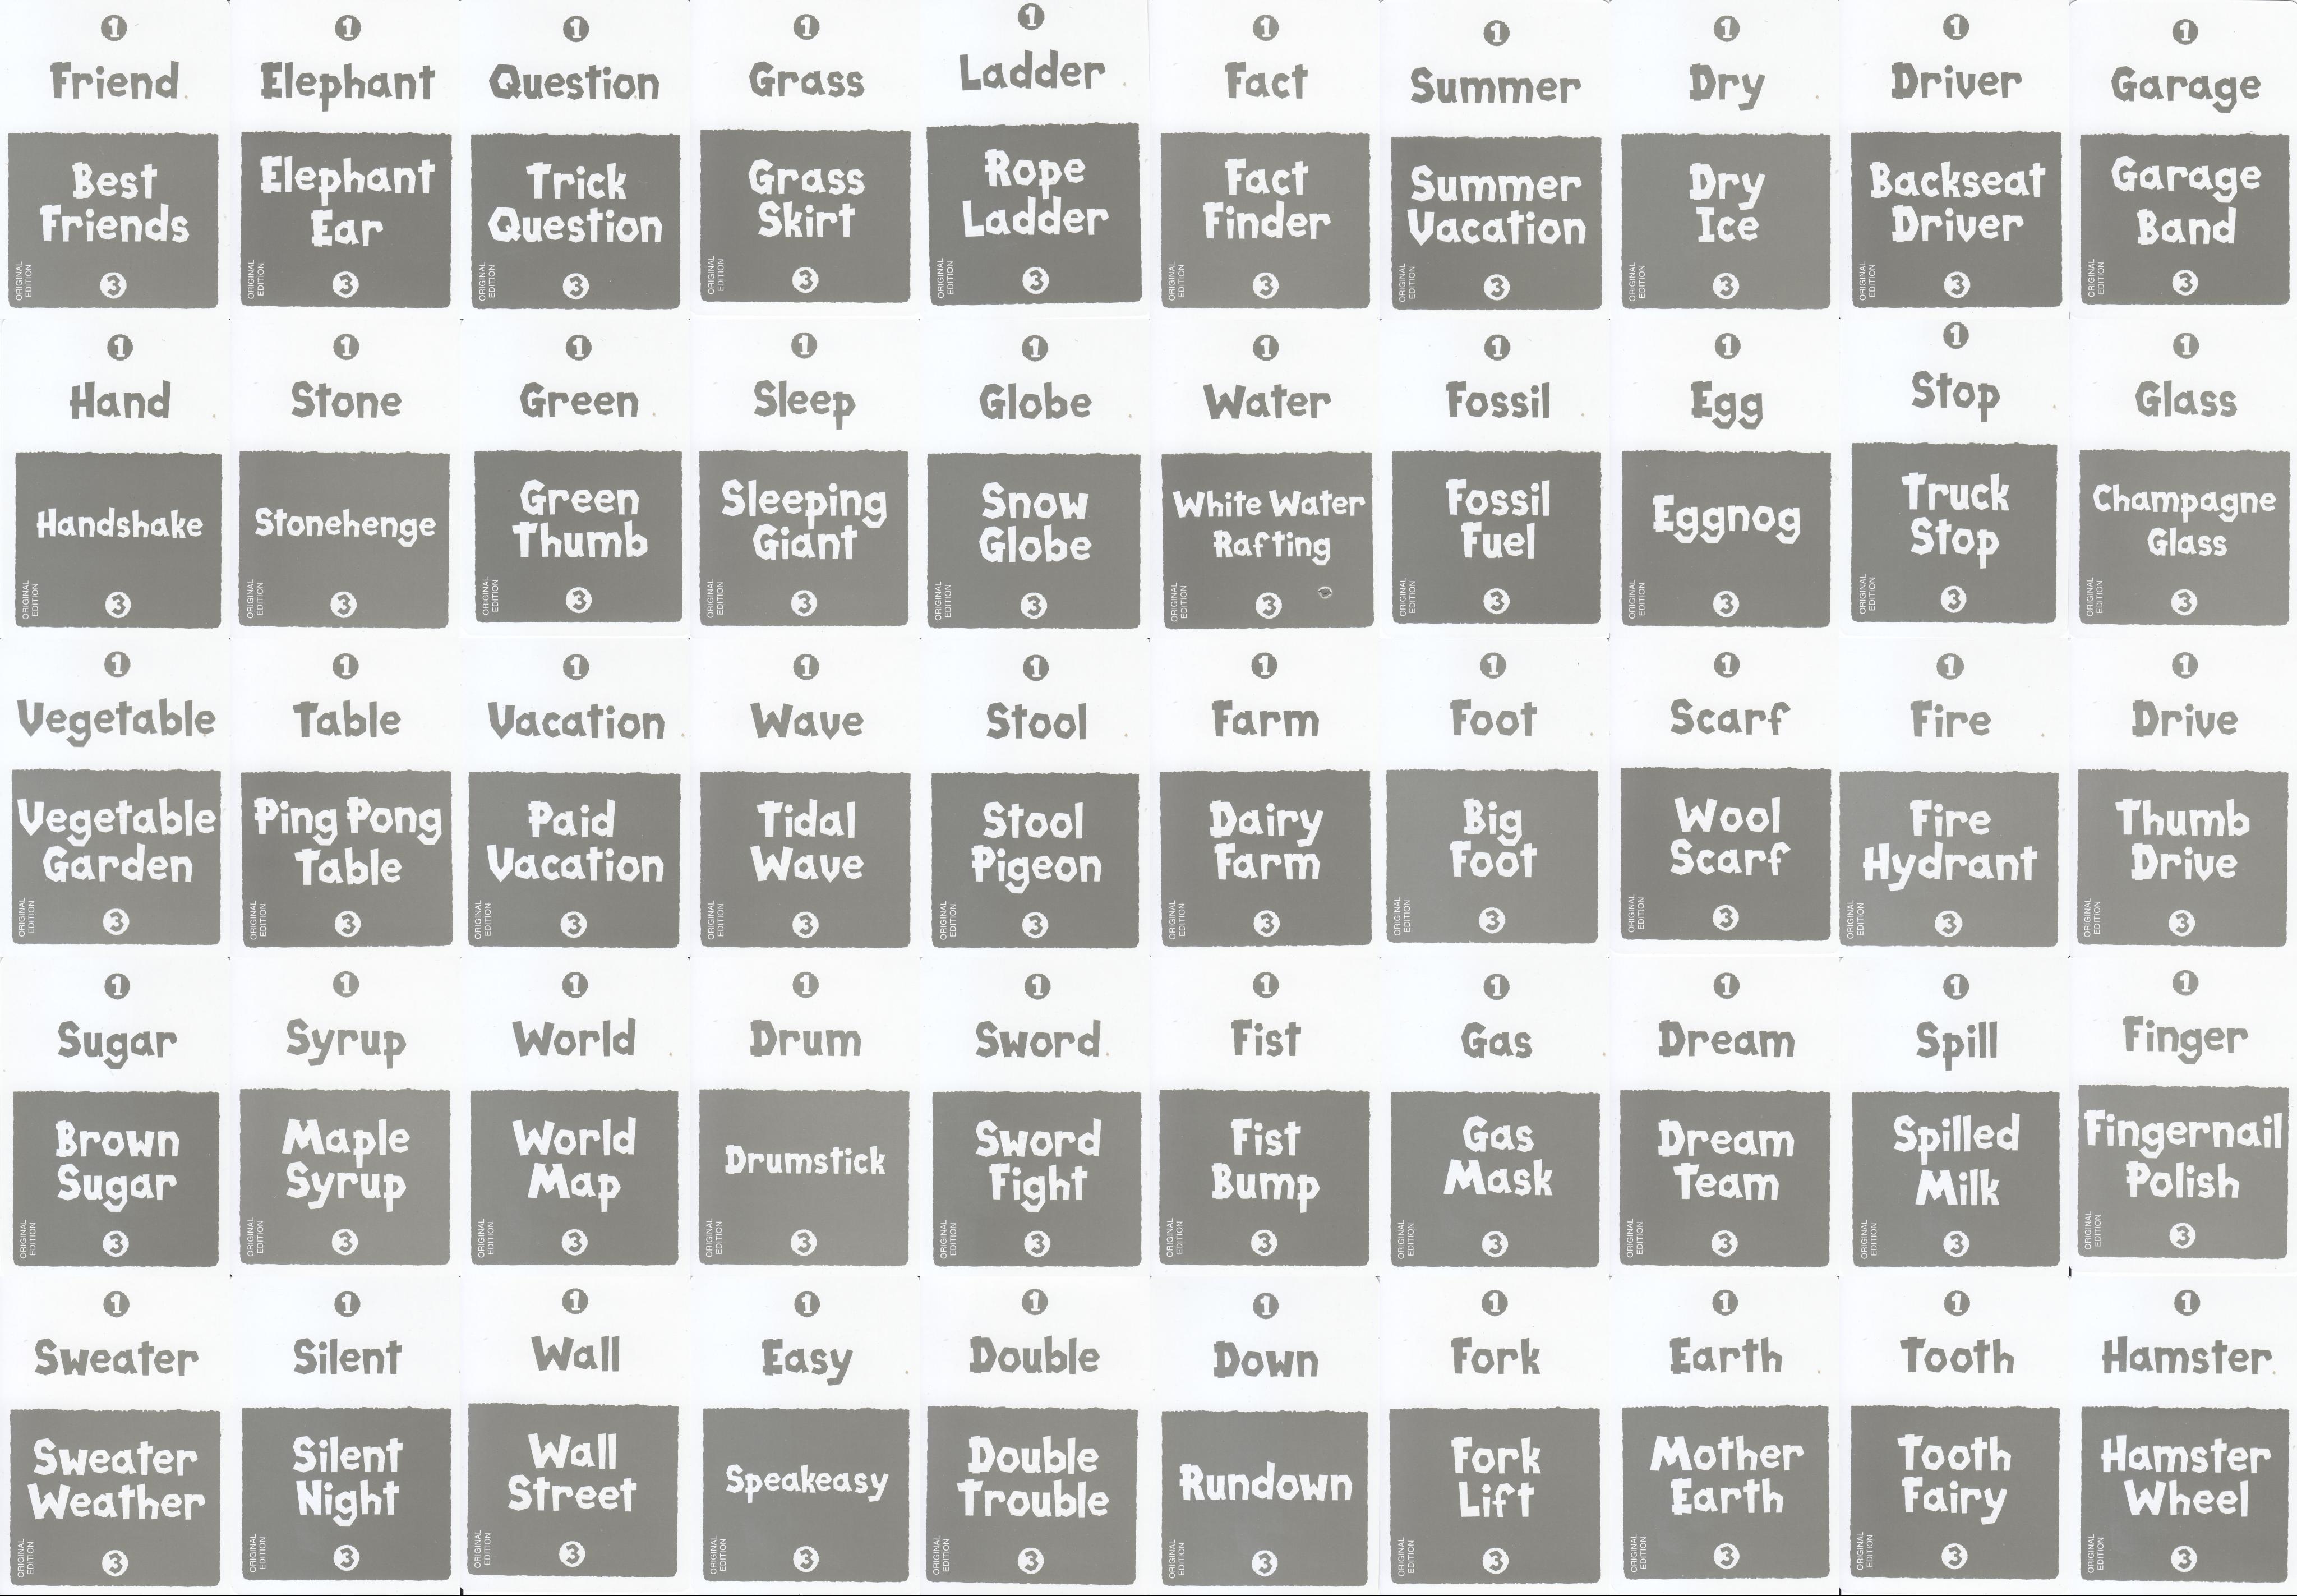 1
Friend
Best
Friends
3
ORIGINAL
EDITION
1
Elephant
Elephant
Ear
3
ORIGINAL
EDITION
1
Question
Trick
Question
3
ORIGINAL
EDITION
1
Grass
Grass
Skirt
3
ORIGINAL
EDITION
1
Ladder
Rope
Ladder
3
ORIGINAL
EDITION
1
Fact
Fact
Finder
3
ORIGINAL
EDITION
1
Summer
Summer
Vacation
3
ORIGINAL
EDITION
1
Dry
Dry
Ice
3
ORIGINAL
EDITION
1
Driver
Backseat
Driver
3
ORIGINAL
EDITION
1
Garage
Garage
Band
3
ORIGINAL
EDITION
1
Hand
Handshake
3
ORIGINAL
EDITION
1
Stone
Stonehenge
3
ORIGINAL
EDITION
1
Green
Green
Thumb
3
ORIGINAL
EDITION
1
Sleep
Sleeping
Giant
3
ORIGINAL
EDITION
1
Globe
Snow
Globe
3
ORIGINAL
EDITION
1
Water
White Water
Rafting
3
ORIGINAL
EDITION
1
Fossil
Fossil
Fuel
3
ORIGINAL
EDITION
1
Egg
Eggnog
3
ORIGINAL
EDITION
1
Stop
Truck
Stop
3
ORIGINAL
EDITION
1
Glass
Champagne
Glass
3
ORIGINAL
EDITION
1
Vegetable
Vegetable
Garden
3
ORIGINAL
EDITION
1
Table
Ping Pong
Table
3
ORIGINAL
EDITION
1
Vacation
Paid
Vacation
3
ORIGINAL
EDITION
1
Wave
Tidal
Wave
3
ORIGINAL
EDITION
1
Stool
Stool
Pigeon
3
ORIGINAL
EDITION
1
Farm
Dairy
Farm
3
ORIGINAL
EDITION
1
Foot
Big
Foot
3
ORIGINAL
EDITION
1
Scarf
Wool
Scarf
3
ORIGINAL
EDITION
1
Fire
Fire
Hydrant
3
ORIGINAL
EDITION
1
Drive
Thumb
Drive
3
ORIGINAL
EDITION
1
Sugar
Brown
Sugar
3
ORIGINAL
EDITION
1
Syrup
Maple
Syrup
3
ORIGINAL
EDITION
1
World
World
Map
3
ORIGINAL
EDITION
1
Drum
Drumstick
3
ORIGINAL
EDITION
1
Sword
Sword
Fight
3
ORIGINAL
EDITION
1
Fist
Fist
Bump
3
ORIGINAL
EDITION
1
Gas
Gas
Mask
3
ORIGINAL
EDITION
1
Dream
Dream
Team
3
ORIGINAL
EDITION
1
Spill
Spilled
Milk
3
ORIGINAL
EDITION
1
Finger
Fingernail
Polish
3
ORIGINAL
EDITION
1
Sweater
Sweater
Weather
3
ORIGINAL
EDITION
1
Silent
Silent
Night
3
ORIGINAL
EDITION
1
Wall
Wall
Street
3
ORIGINAL
EDITION
1
Easy
Speakeasy
3
ORIGINAL
EDITION
1
Double
Double
Trouble
3
ORIGINAL
EDITION
1
Down
Rundown
3
ORIGINAL
EDITION
1
Fork
Fork
Lift
3
ORIGINAL
EDITION
1
Earth
Mother
Earth
3
ORIGINAL
EDITION
1
Tooth
Tooth
Fairy
3
ORIGINAL
EDITION
1
Hamster
Hamster
Wheel
3
ORIGINAL
EDITION